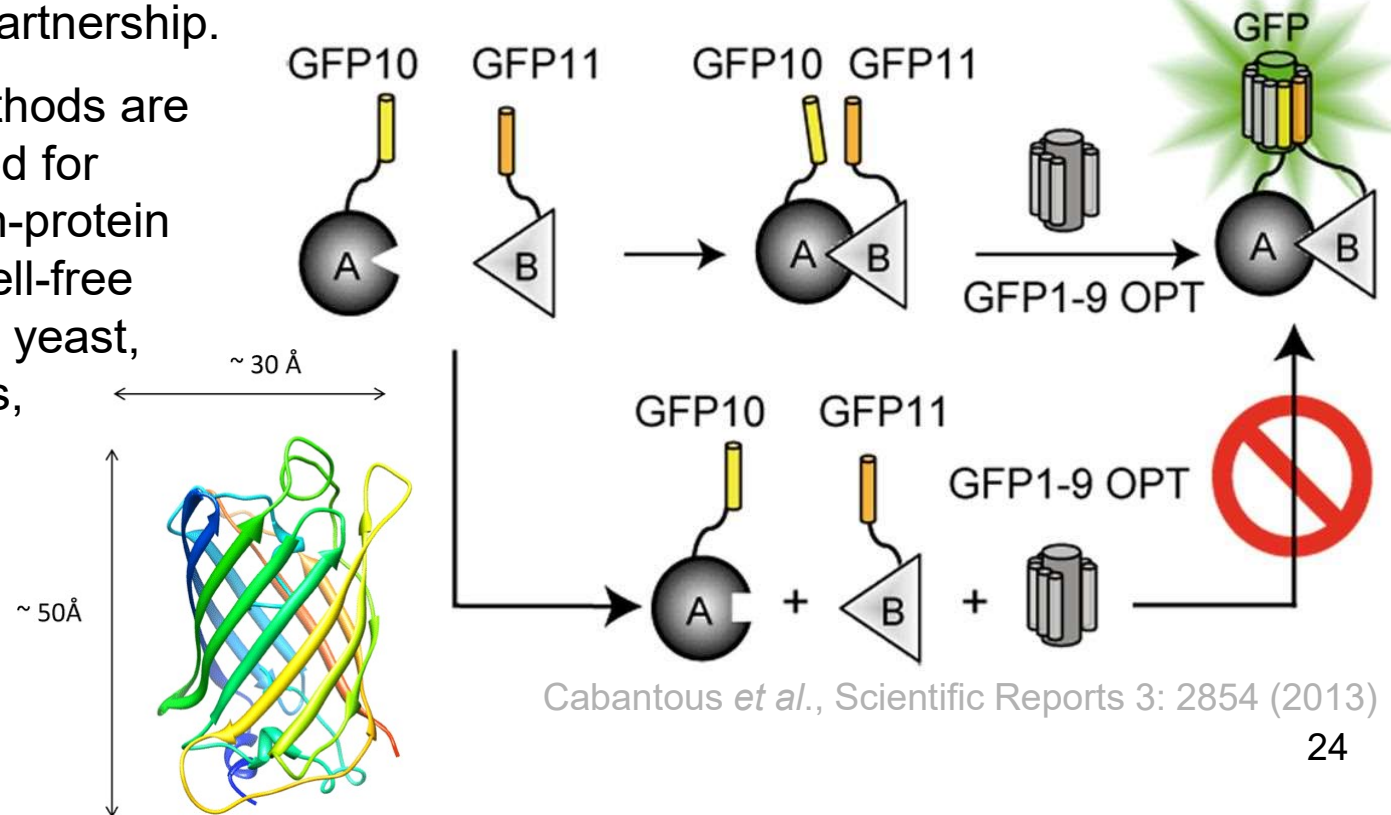 artnership.
thods are
d for
n-protein
ell-free
yeast,
s,
GFP10 GFP11
GFP10 GFP11
GFP
A B
A B
GFP1-9 OPT
A B
GFP10 GFP11
GFP1-9 OPT
A + B +
~ 30 Å
~ 50Å
Cabantous et al., Scientific Reports 3: 2854 (2013)
24